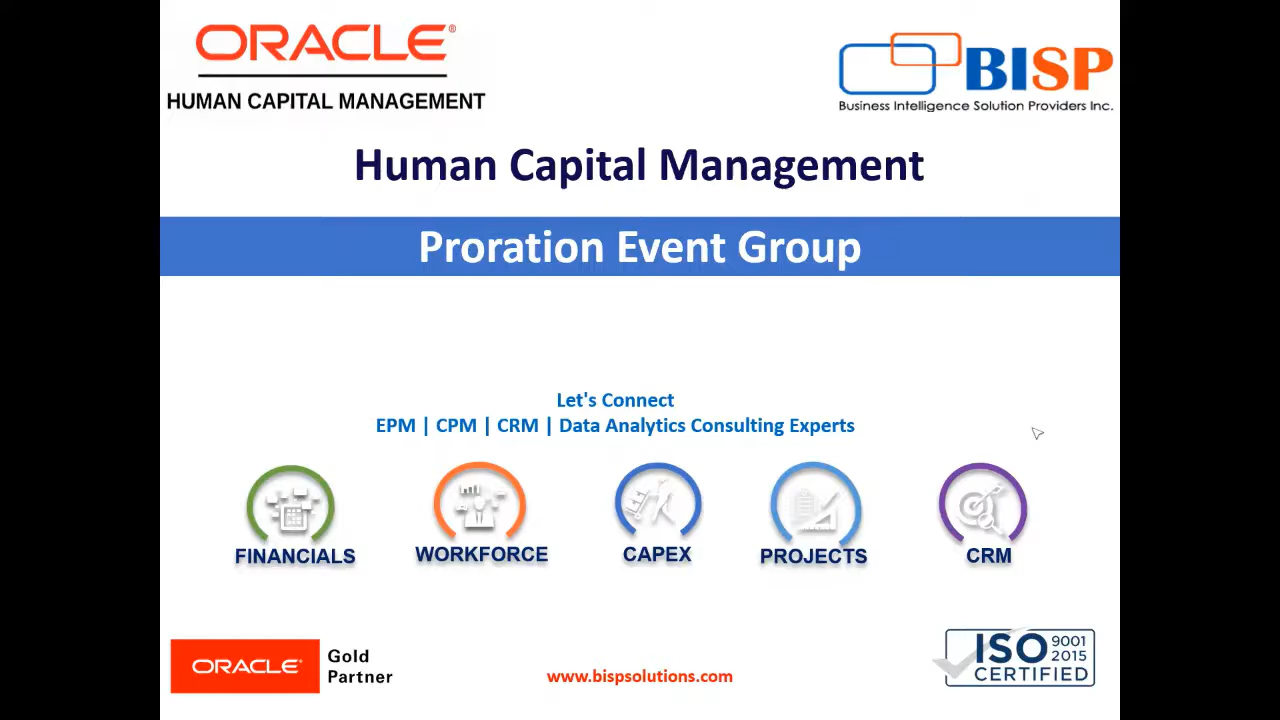 ORACLE®
HUMAN CAPITAL MANAGEMENT
BISP
Business Intelligence Solution Providers Inc.
Human Capital Management
Proration Event Group
Let's Connect
EPM | CPM | CRM | Data Analytics Consulting Experts
FINANCIALS
WORKFORCE
CAPEX
PROJECTS
CRM
ORACLE®
Gold
Partner
www.bispsolutions.com
ISO 9001
2015
CERTIFIED